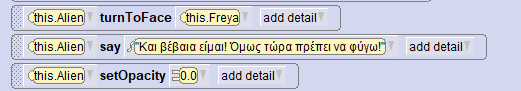 this.Alien turnToFace this.Freya add detail
this.Alien say "Και βέβαια είμαι! Όμως τώρα πρέπει να φύγω!" add detail
this.Alien setOpacity 0.0 add detail